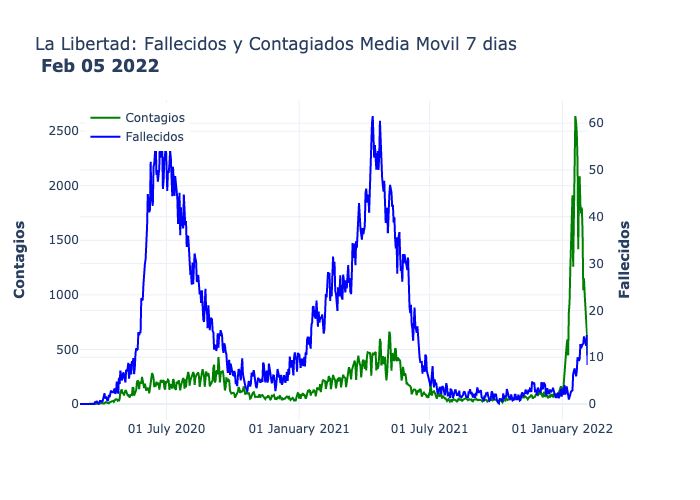 La Libertad: Fallecidos y Contagiados Media Movil 7 dias
Feb 05 2022
Contagios
Fallecidos
2500
2000
1500
1000
500
0
Contagios
60
50
40
30
20
10
0
Fallecidos
01 July 2020
01 January 2021
01 July 2021
01 January 2022